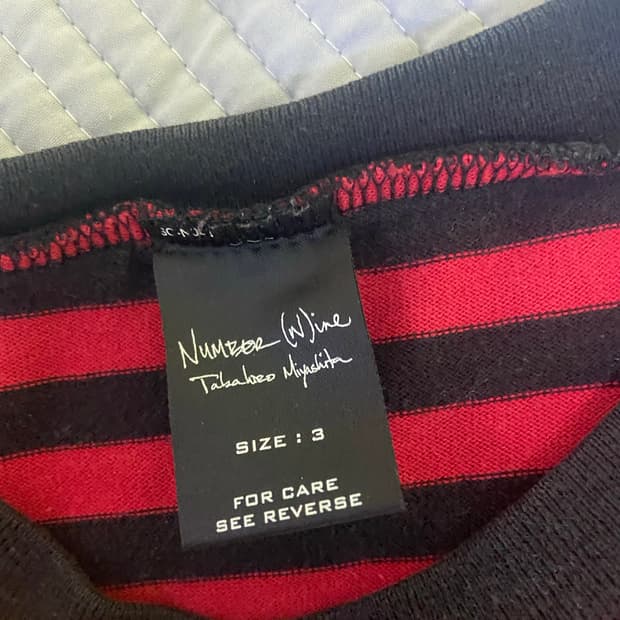 NUMBER (N)ine
Takahiro Miyashita
SIZE : 3
FOR CARE
SEE REVERSE